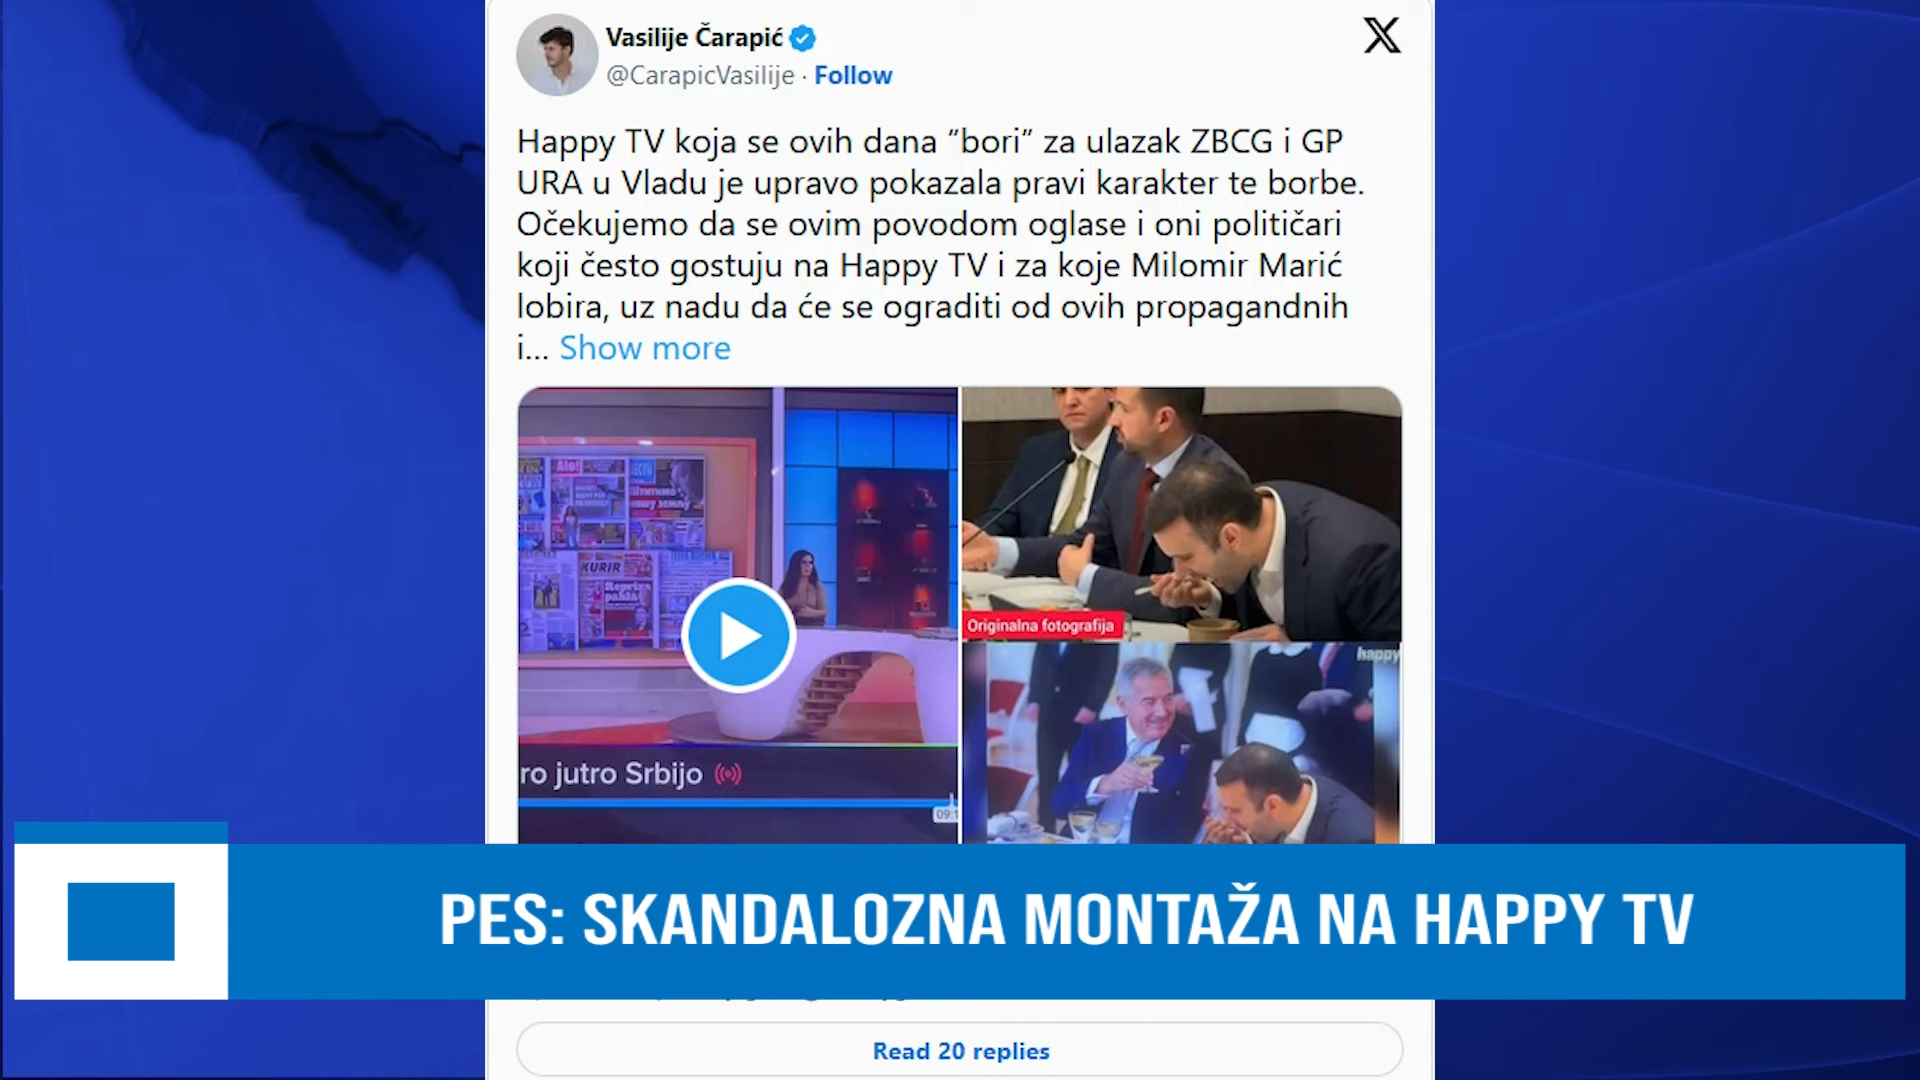 Vasilije Čarapić
@CarapicVasilije · Follow
Happy TV koja se ovih dana “bori” za ulazak ZBCG i GP
URA u Vladu je upravo pokazala pravi karakter te borbe.
Očekujemo da se ovim povodom oglase i oni političari
koji često gostuju na Happy TV i za koje Milomir Marić
lobira, uz nadu da će se ograditi od ovih propagandnih
i... Show more
Alo!
KURIR
Originalna fotografija
happy
ro jutro Srbijo
PES: SKANDALOZNA MONTAŽA NA HAPPY TV
Read 20 replies